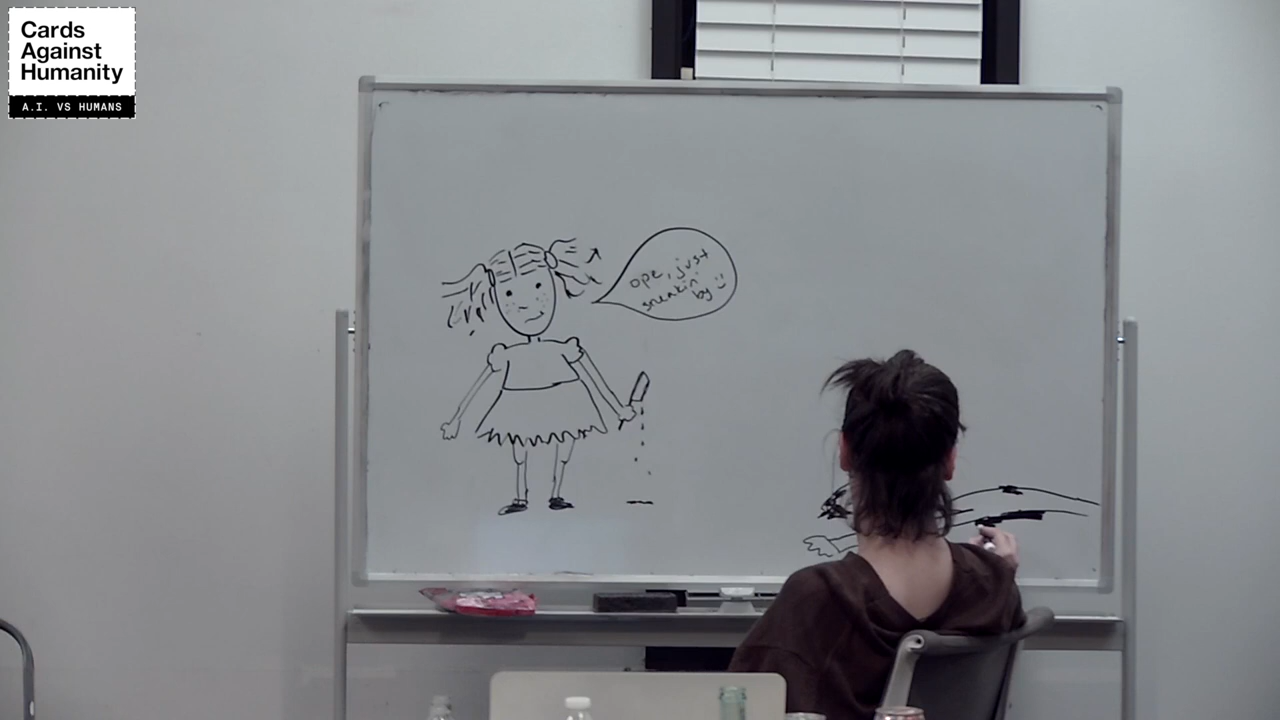 Cards
Against
Humanity
A.I. VS HUMANS
ope, just
sneakin'
by :)